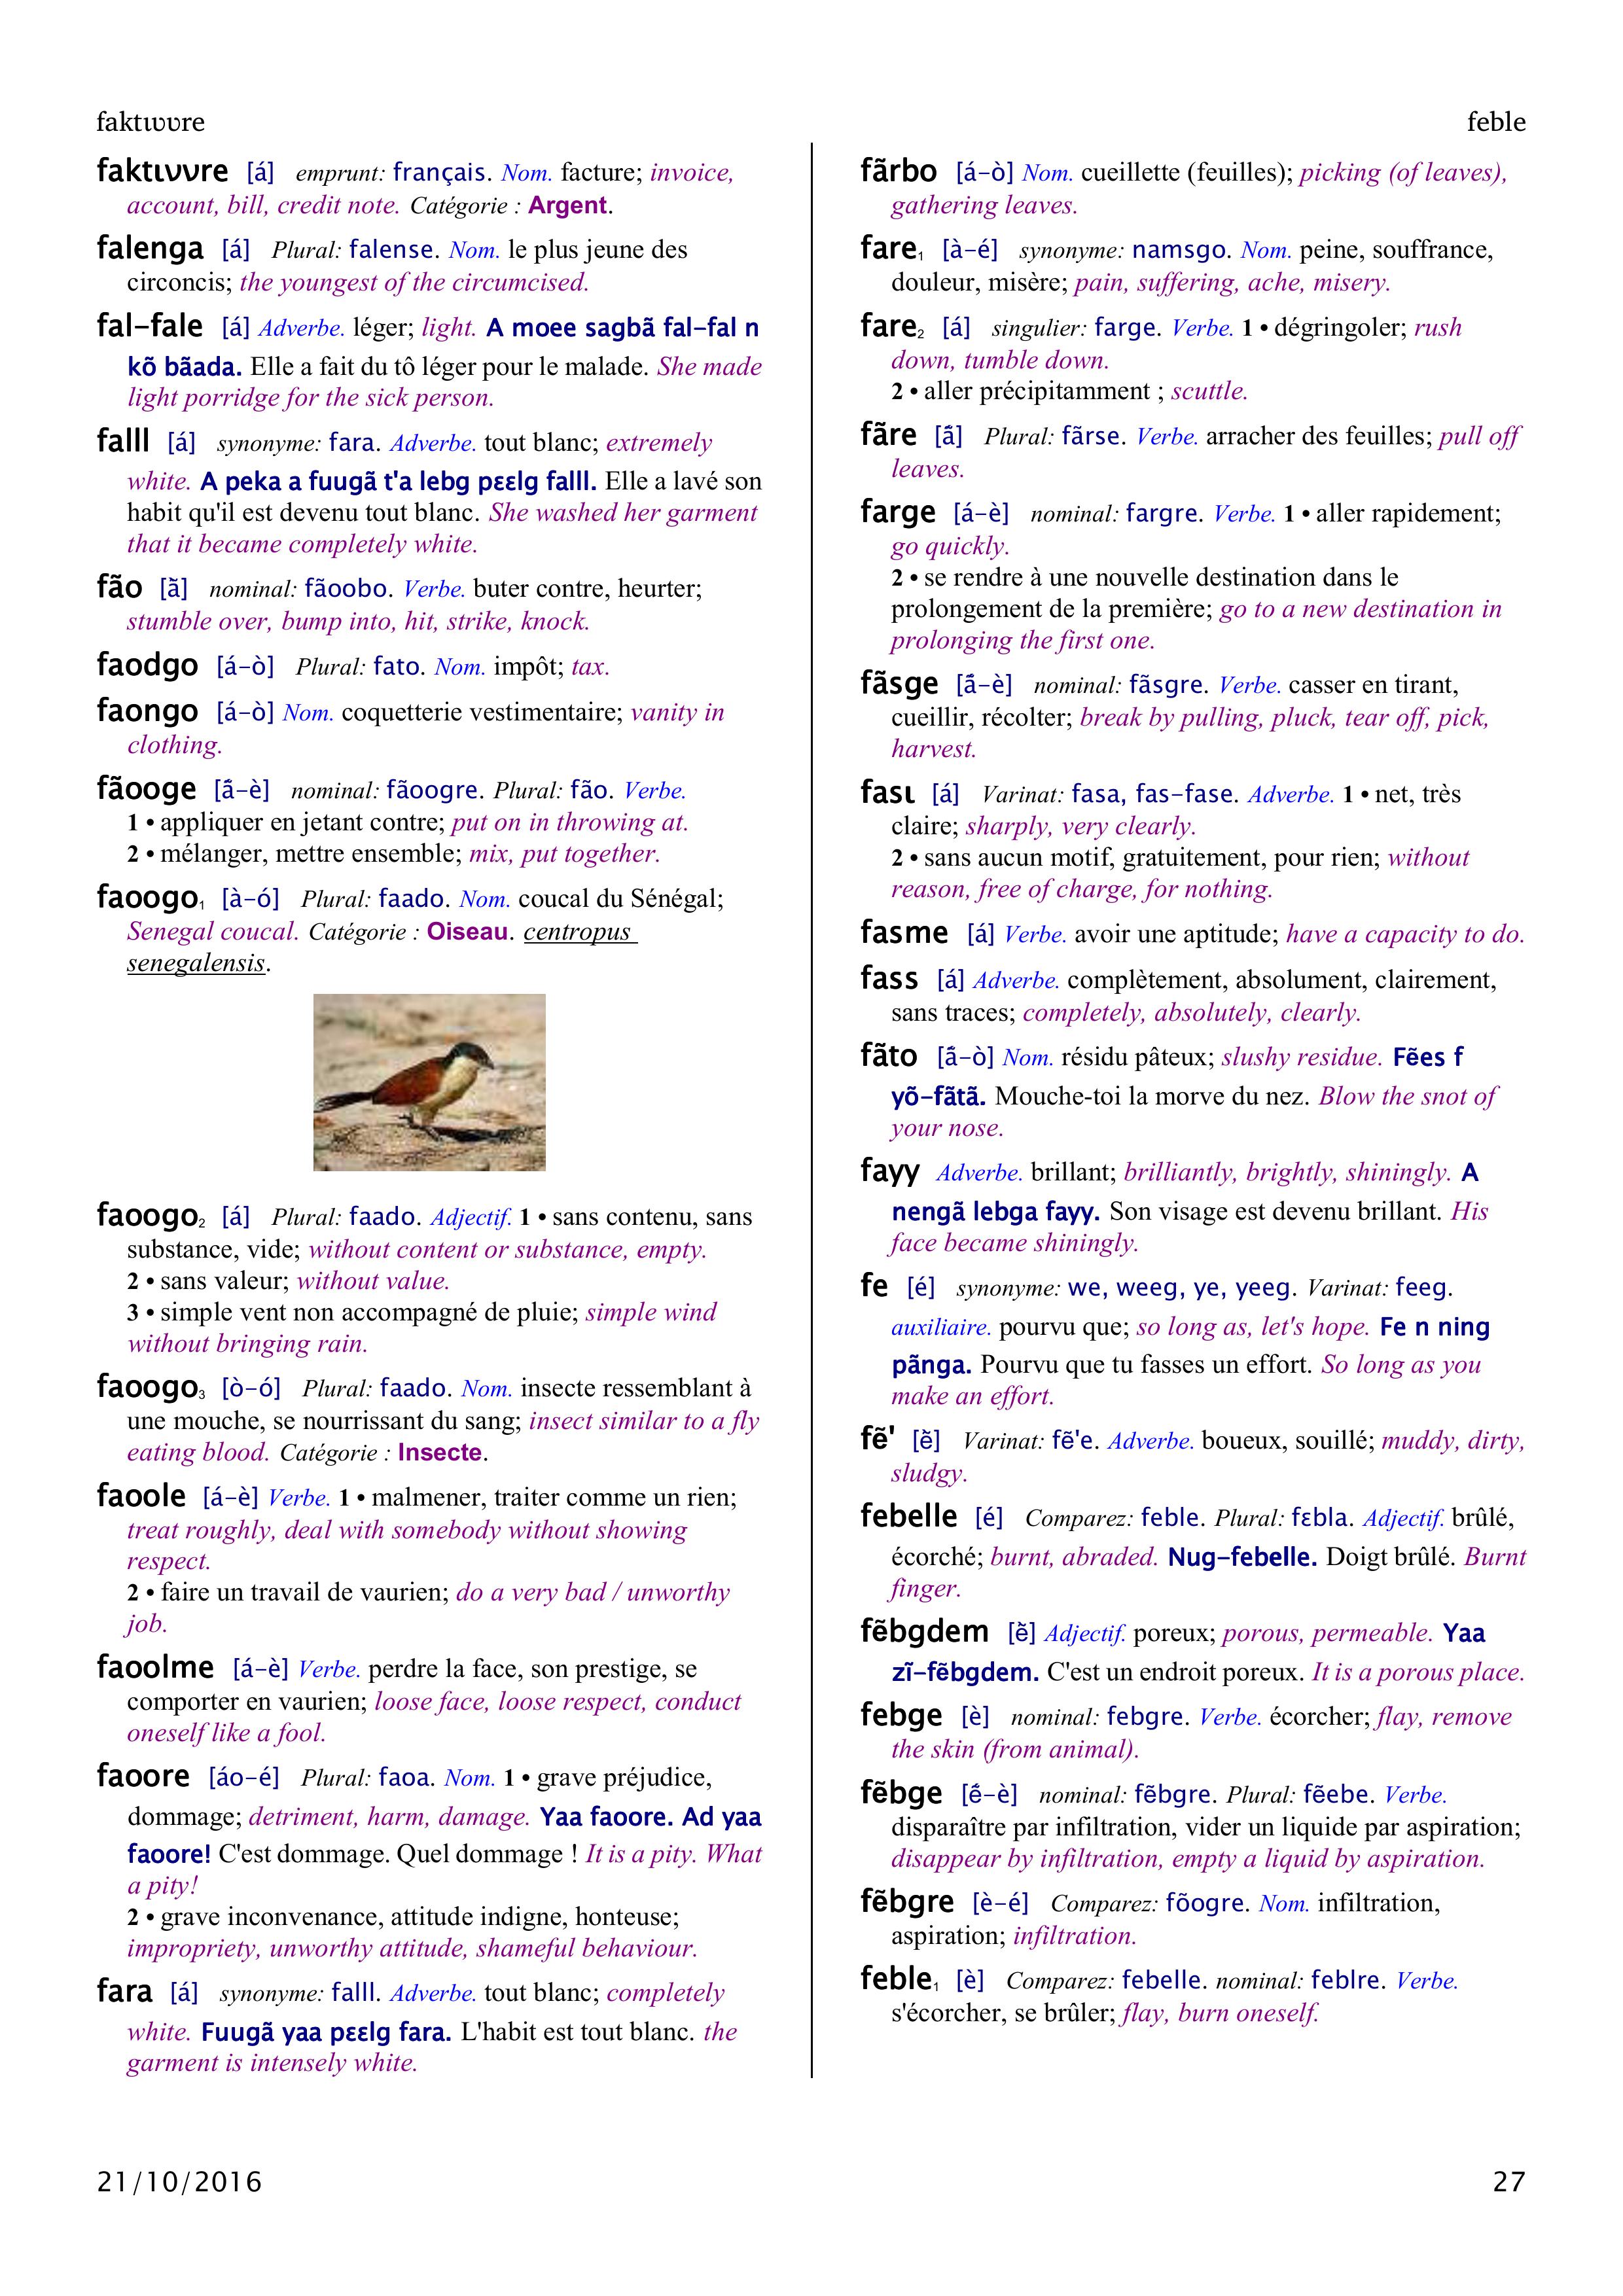 faktɩʋʋre
feble
faktɩʋʋre [á] emprunt: français. Nom. facture; invoice,
account, bill, credit note. Catégorie : Argent.
falenga [á] Plural: falense. Nom. le plus jeune des
circoncis; the youngest of the circumcised.
fal-fale [á] Adverbe. léger; light. A moee sagbã fal-fal n
kõ bãada. Elle a fait du tô léger pour le malade. She made
light porridge for the sick person.
falll [á] synonyme: fara. Adverbe. tout blanc; extremely
white. A peka a fuugã t'a lebg pɛɛlg falll. Elle a lavé son
habit qu'il est devenu tout blanc. She washed her garment
that it became completely white.
fão [ã̀] nominal: fãoobo. Verbe. buter contre, heurter;
stumble over, bump into, hit, strike, knock.
faodgo [á-ò] Plural: fato. Nom. impôt; tax.
faongo [á-ò] Nom. coquetterie vestimentaire; vanity in
clothing.
fãooge [ã́-è] nominal: fãoogre. Plural: fão. Verbe.
1 • appliquer en jetant contre; put on in throwing at.
2 • mélanger, mettre ensemble; mix, put together.
faoogo₁ [à-ó] Plural: faado. Nom. coucal du Sénégal;
Senegal coucal. Catégorie : Oiseau. centropus
senegalensis.
faoogo₂ [á] Plural: faado. Adjectif. 1 • sans contenu, sans
substance, vide; without content or substance, empty.
2 • sans valeur; without value.
3 • simple vent non accompagné de pluie; simple wind
without bringing rain.
faoogo₃ [ò-ó] Plural: faado. Nom. insecte ressemblant à
une mouche, se nourrissant du sang; insect similar to a fly
eating blood. Catégorie : Insecte.
faoole [á-è] Verbe. 1 • malmener, traiter comme un rien;
treat roughly, deal with somebody without showing
respect.
2 • faire un travail de vaurien; do a very bad / unworthy
job.
faoolme [á-è] Verbe. perdre la face, son prestige, se
comporter en vaurien; loose face, loose respect, conduct
oneself like a fool.
faoore [áo-é] Plural: faoa. Nom. 1 • grave préjudice,
dommage; detriment, harm, damage. Yaa faoore. Ad yaa
faoore! C'est dommage. Quel dommage ! It is a pity. What
a pity!
2 • grave inconvenance, attitude indigne, honteuse;
impropriety, unworthy attitude, shameful behaviour.
fara [á] synonyme: falll. Adverbe. tout blanc; completely
white. Fuugã yaa pɛɛlg fara. L'habit est tout blanc. the
garment is intensely white.
fãrbo [á-ò] Nom. cueillette (feuilles); picking (of leaves),
gathering leaves.
fare₁ [à-é] synonyme: namsgo. Nom. peine, souffrance,
douleur, misère; pain, suffering, ache, misery.
fare₂ [á] singulier: farge. Verbe. 1 • dégringoler; rush
down, tumble down.
2 • aller précipitamment ; scuttle.
fãre [ã́] Plural: fãrse. Verbe. arracher des feuilles; pull off
leaves.
farge [á-è] nominal: fargre. Verbe. 1 • aller rapidement;
go quickly.
2 • se rendre à une nouvelle destination dans le
prolongement de la première; go to a new destination in
prolonging the first one.
fãsge [ã́-è] nominal: fãsgre. Verbe. casser en tirant,
cueillir, récolter; break by pulling, pluck, tear off, pick,
harvest.
fasɩ [á] Varinat: fasa, fas-fase. Adverbe. 1 • net, très
claire; sharply, very clearly.
2 • sans aucun motif, gratuitement, pour rien; without
reason, free of charge, for nothing.
fasme [á] Verbe. avoir une aptitude; have a capacity to do.
fass [á] Adverbe. complètement, absolument, clairement,
sans traces; completely, absolutely, clearly.
fãto [ã́-ò] Nom. résidu pâteux; slushy residue. Fẽes f
yõ-fãtã. Mouche-toi la morve du nez. Blow the snot of
your nose.
fayy Adverbe. brillant; brilliantly, brightly, shiningly. A
nengã lebga fayy. Son visage est devenu brillant. His
face became shiningly.
fe [é] synonyme: we, weeg, ye, yeeg. Varinat: feeg.
auxiliaire. pourvu que; so long as, let's hope. Fe n ning
pãnga. Pourvu que tu fasses un effort. So long as you
make an effort.
fẽ' [ẽ̀] Varinat: fẽ'e. Adverbe. boueux, souillé; muddy, dirty,
sludgy.
febelle [é] Comparez: feble. Plural: fɛbla. Adjectif. brûlé,
écorché; burnt, abraded. Nug-febelle. Doigt brûlé. Burnt
finger.
fẽbgdem [ẽ̀] Adjectif. poreux; porous, permeable. Yaa
zĩ-fẽbgdem. C'est un endroit poreux. It is a porous place.
febge [è] nominal: febgre. Verbe. écorcher; flay, remove
the skin (from animal).
fẽbge [ẽ́-è] nominal: fẽbgre. Plural: fẽebe. Verbe.
disparaître par infiltration, vider un liquide par aspiration;
disappear by infiltration, empty a liquid by aspiration.
fẽbgre [è-é] Comparez: fõogre. Nom. infiltration,
aspiration; infiltration.
feble₁ [è] Comparez: febelle. nominal: feblre. Verbe.
s'écorcher, se brûler; flay, burn oneself.
21/10/2016
27